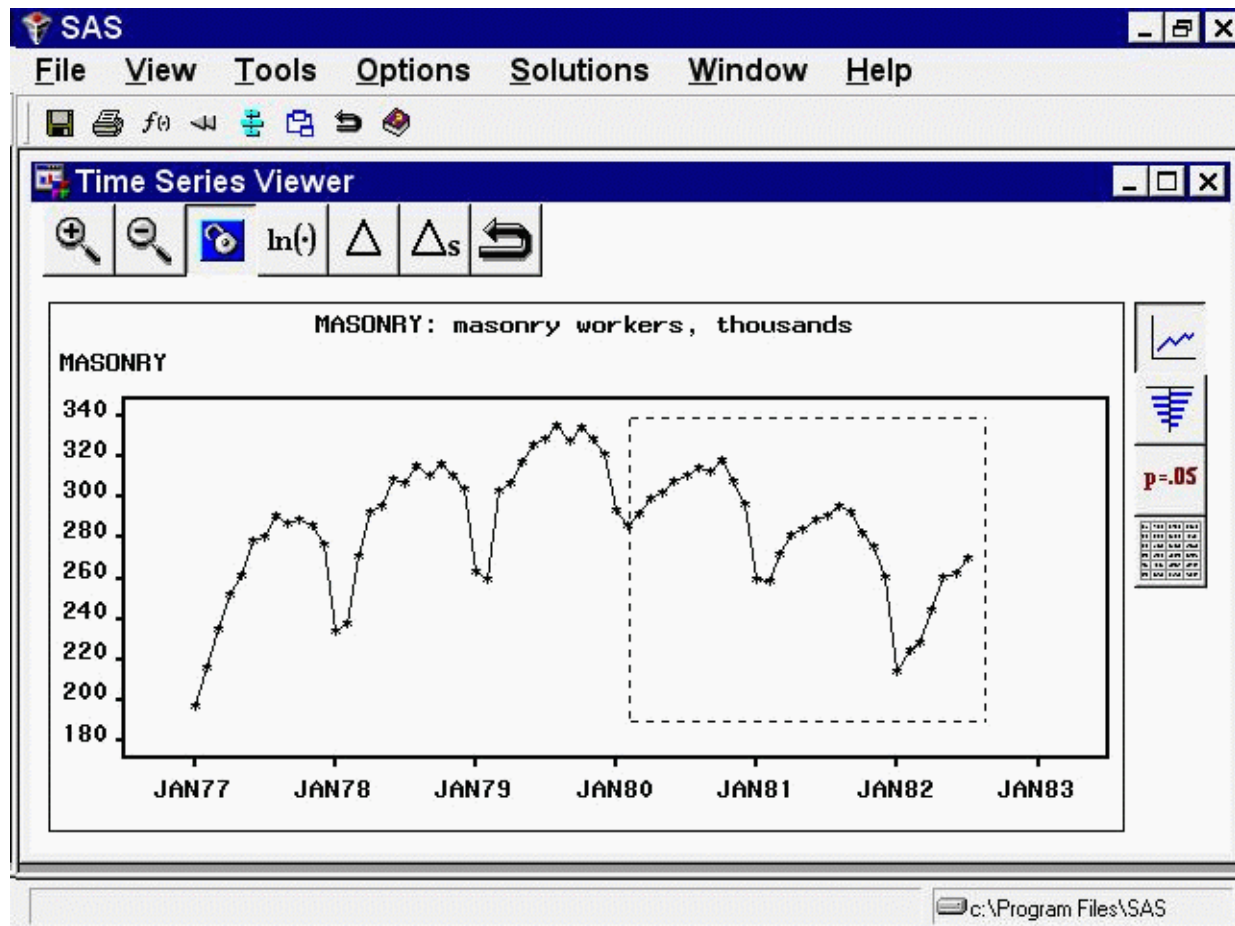 SAS
File View Tools Options Solutions Window Help
f(·)
Time Series Viewer
ln(·) Δ Δs
MASONRY: masonry workers, thousands
MASONRY
340
320
300
280
260
240
220
200
180
JAN77 JAN78 JAN79 JAN80 JAN81 JAN82 JAN83
p=.05
c:\Program Files\SAS